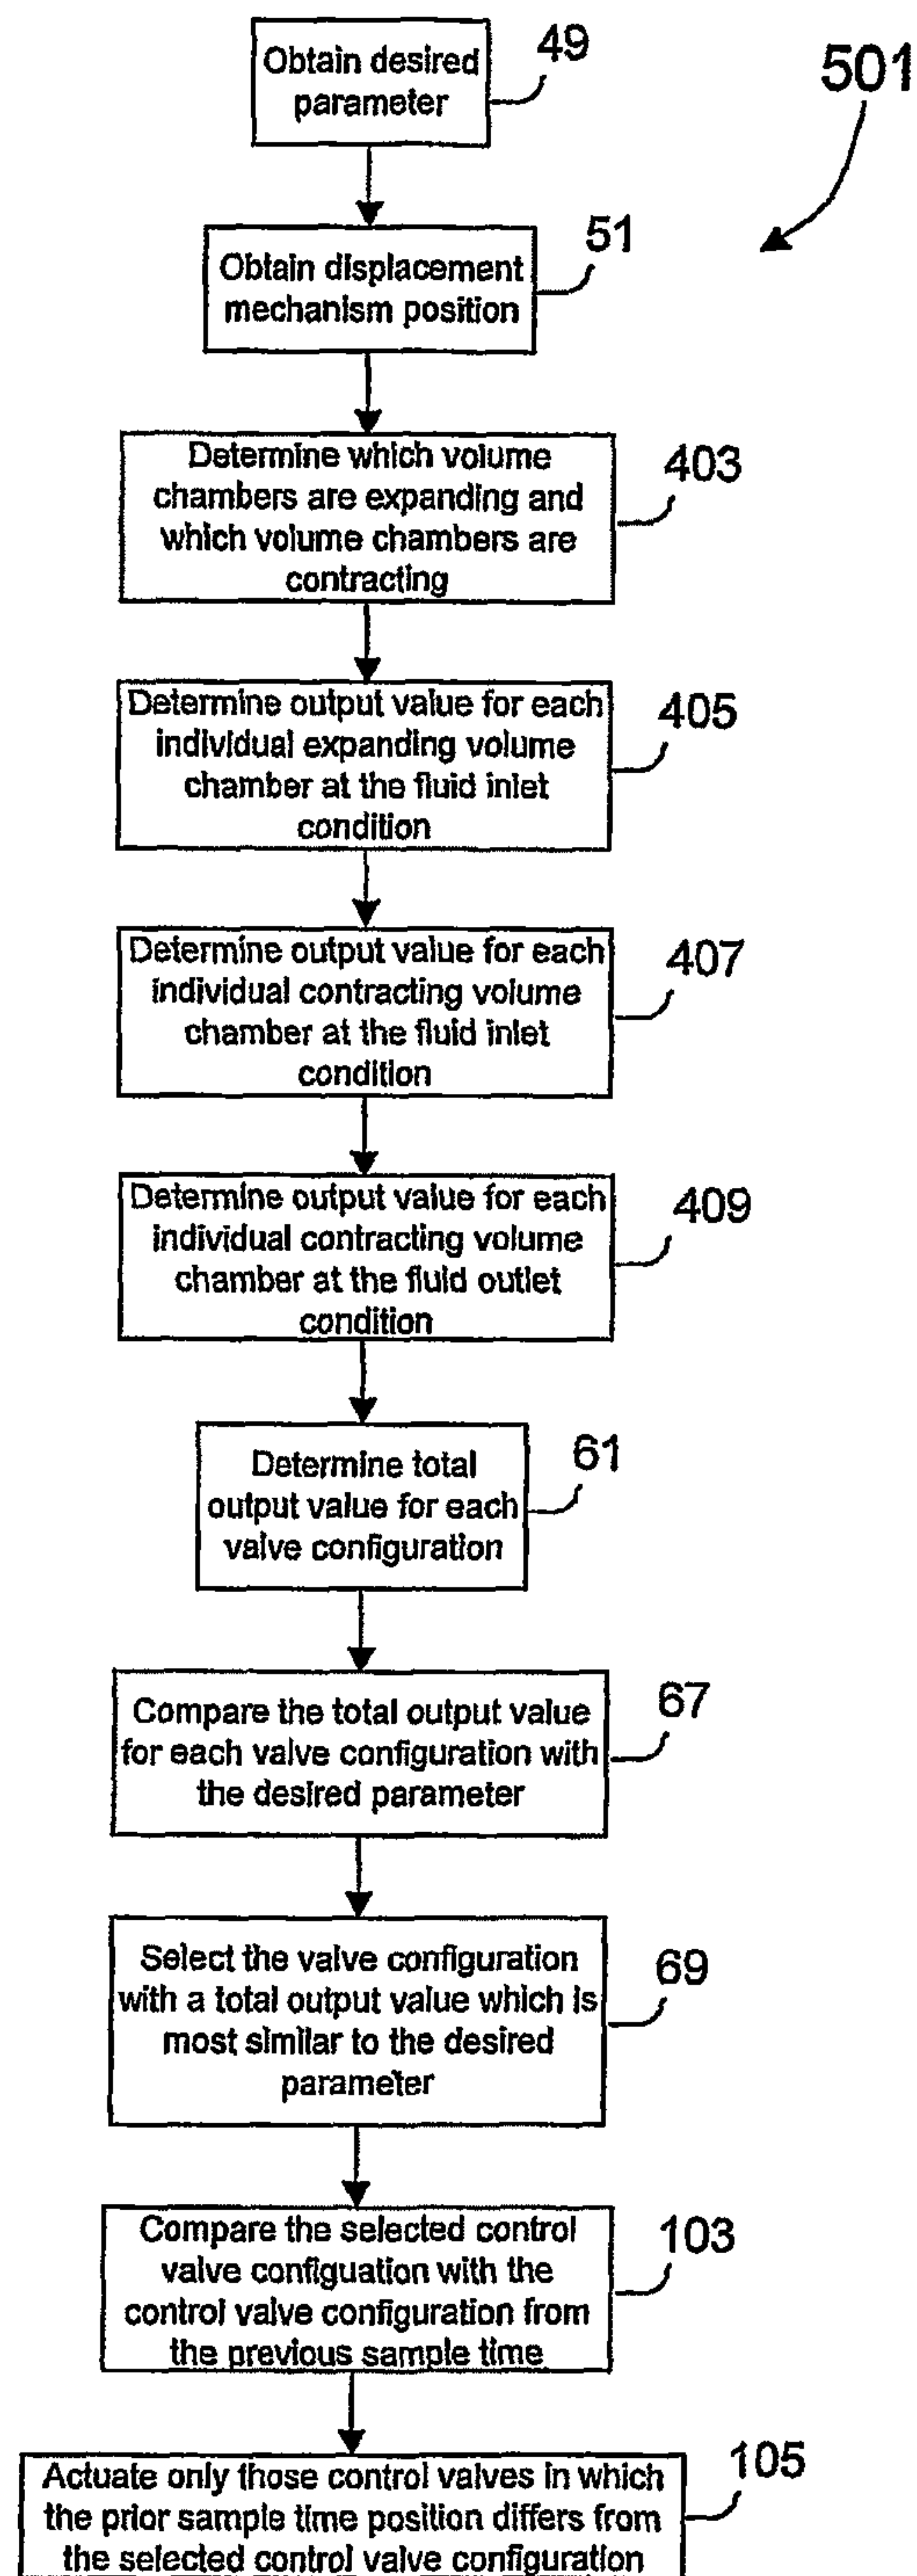 Obtain desired
parameter
49
501
Obtain displacement
mechanism position
51
Determine which volume
chambers are expanding and
which volume chambers are
contracting
403
Determine output value for each
individual expanding volume
chamber at the fluid inlet
condition
405
Determine output value for each
individual contracting volume
chamber at the fluid inlet
condition
407
Determine output value for each
individual contracting volume
chamber at the fluid outlet
condition
409
Determine total
output value for each
valve configuration
61
Compare the total output value
for each valve configuration with
the desired parameter
67
Select the valve configuration
with a total output value which is
most similar to the desired
parameter
69
Compare the selected control
valve configuation with the
control valve configuration from
the previous sample time
103
Actuate only those control valves in which
the prior sample time position differs from
the selected control valve configuration
105